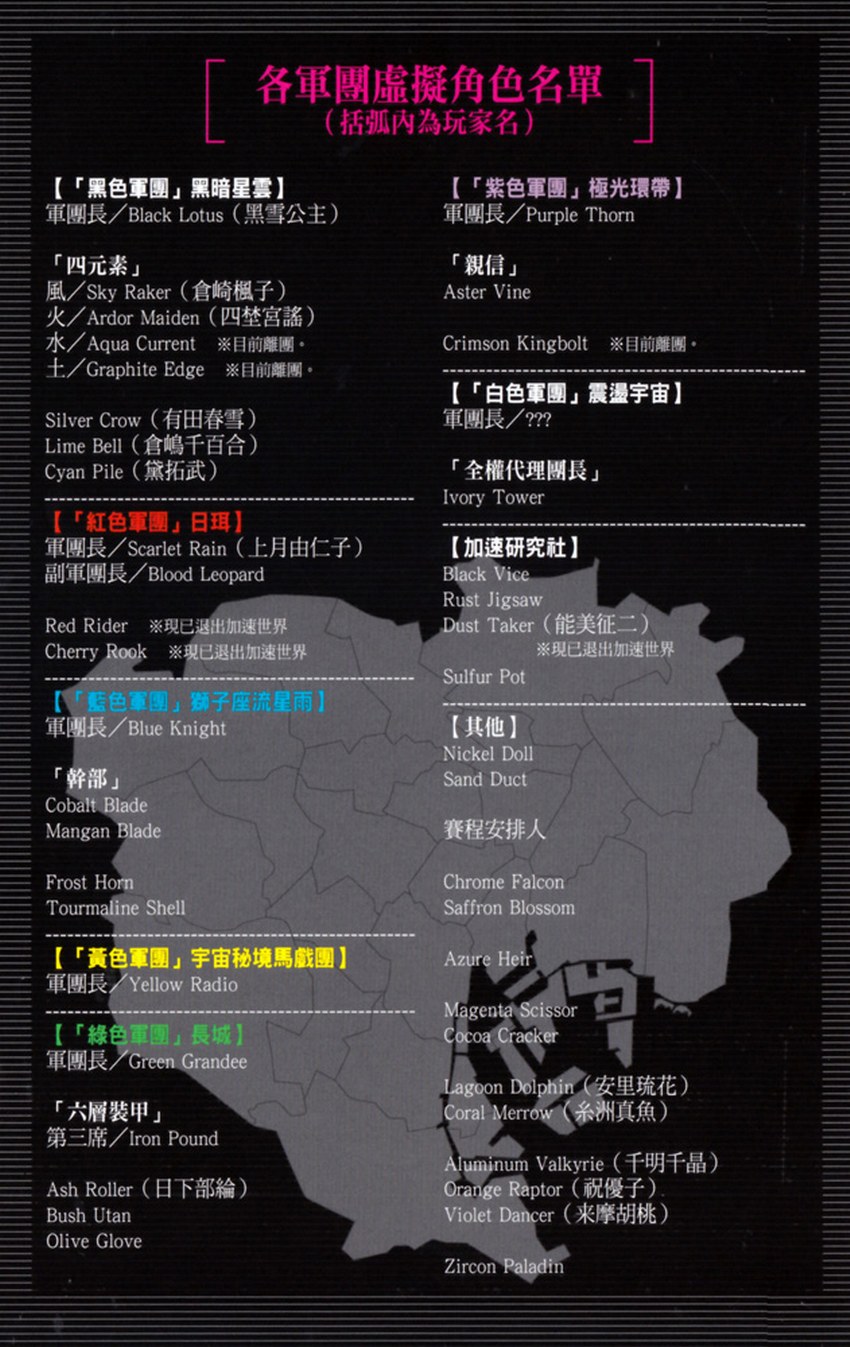 各軍團虛擬角色名單
（括弧內為玩家名）
【「黑色軍團」黑暗星雲】
軍團長／Black Lotus（黑雪公主）
「四元素」
風／Sky Raker（倉崎楓子）
火／Ardor Maiden（四埜宮謠）
水／Aqua Current　※目前離團。
土／Graphite Edge　※目前離團。
Silver Crow（有田春雪）
Lime Bell（倉嶋千百合）
Cyan Pile（黛拓武）
【「紅色軍團」日珥】
軍團長／Scarlet Rain（上月由仁子）
副軍團長／Blood Leopard
Red Rider　※現已退出加速世界
Cherry Rook　※現已退出加速世界
【「藍色軍團」獅子座流星雨】
軍團長／Blue Knight
「幹部」
Cobalt Blade
Mangan Blade
Frost Horn
Tourmaline Shell
【「黃色軍團」宇宙秘境馬戲團】
軍團長／Yellow Radio
【「綠色軍團」長城】
軍團長／Green Grandee
「六層裝甲」
第三席／Iron Pound
Ash Roller（日下部綸）
Bush Utan
Olive Glove
【「紫色軍團」極光環帶】
軍團長／Purple Thorn
「親信」
Aster Vine
Crimson Kingbolt　※目前離團。
【「白色軍團」震盪宇宙】
軍團長／???
「全權代理團長」
Ivory Tower
【加速研究社】
Black Vice
Rust Jigsaw
Dust Taker（能美征二）
※現已退出加速世界
Sulfur Pot
【其他】
Nickel Doll
Sand Duct
賽程安排人
Chrome Falcon
Saffron Blossom
Azure Heir
Magenta Scissor
Cocoa Cracker
Lagoon Dolphin（安里琉花）
Coral Merrow（糸洲真魚）
Aluminum Valkyrie（千明千晶）
Orange Raptor（祝優子）
Violet Dancer（来摩胡桃）
Zircon Paladin